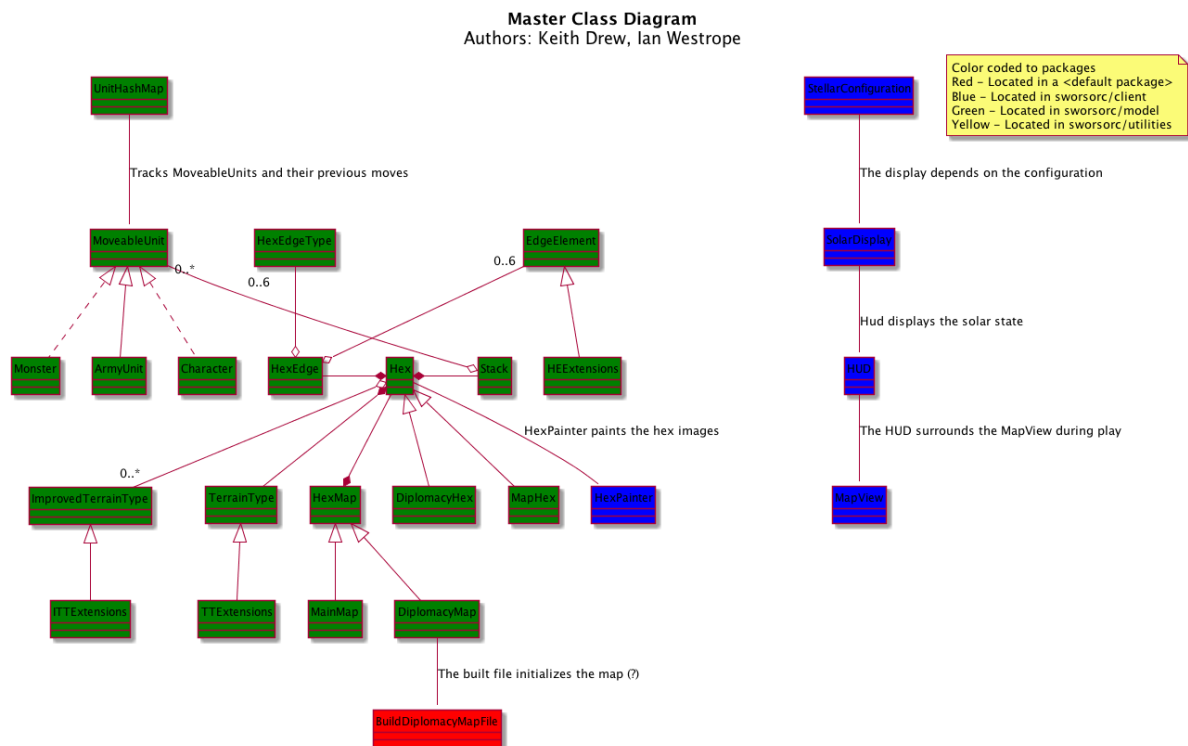 Master Class Diagram
Authors: Keith Drew, Ian Westrope
Color coded to packages
Red - Located in a <default package>
Blue - Located in sworsorc/client
Green - Located in sworsorc/model
Yellow - Located in sworsorc/utilities
UnitHashMap
StellarConfiguration
Tracks MoveableUnits and their previous moves
The display depends on the configuration
MoveableUnit
HexEdgeType
EdgeElement
SolarDisplay
0..*
0..6
0..6
Hud displays the solar state
Monster
ArmyUnit
Character
HexEdge
Hex
Stack
HEExtensions
HUD
HexPainter paints the hex images
The HUD surrounds the MapView during play
0..*
ImprovedTerrainType
TerrainType
HexMap
DiplomacyHex
MapHex
HexPainter
MapView
ITTExtensions
TTExtensions
MainMap
DiplomacyMap
The built file initializes the map (?)
BuildDiplomacyMapFile